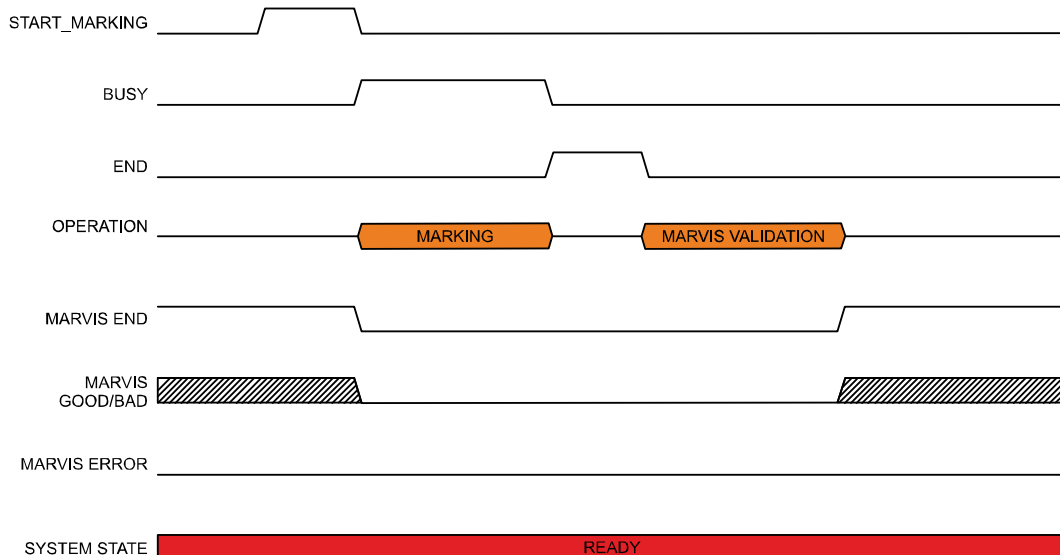 START_MARKING
BUSY
END
OPERATION
MARKING
MARVIS VALIDATION
MARVIS END
MARVIS
GOOD/BAD
MARVIS ERROR
SYSTEM STATE
READY